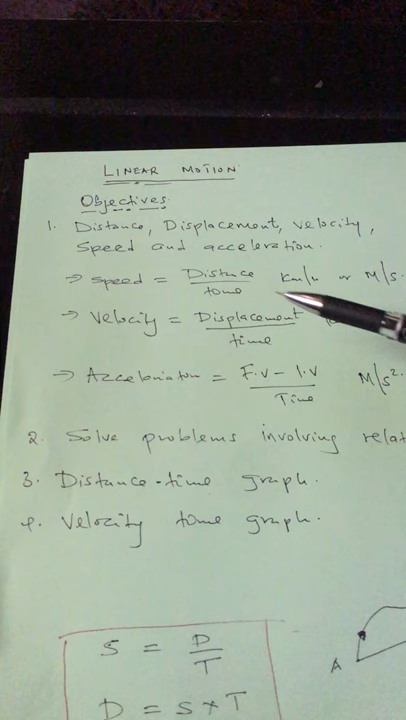 LINEAR MOTION
Objectives
1. Distance, Displacement, velocity,
Speed and acceleration.
→ Speed = Distance / time Km/h or M/s.
→ Velocity = Displacement / time
→ Acceleration = F.V - I.V / Time M/s².
2. Solve problems involving relat
3. Distance-time graph.
4. Velocity time graph.
S = D / T
D = S × T
A